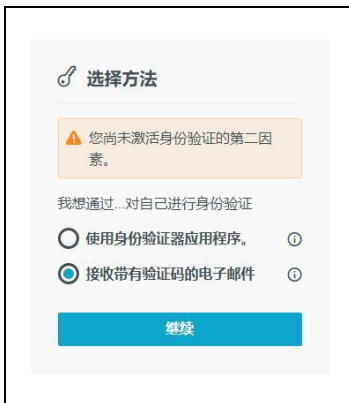 选择方法
您尚未激活身份验证的第二因
素。
我想通过...对自己进行身份验证
使用身份验证器应用程序。
接收带有验证码的电子邮件
继续